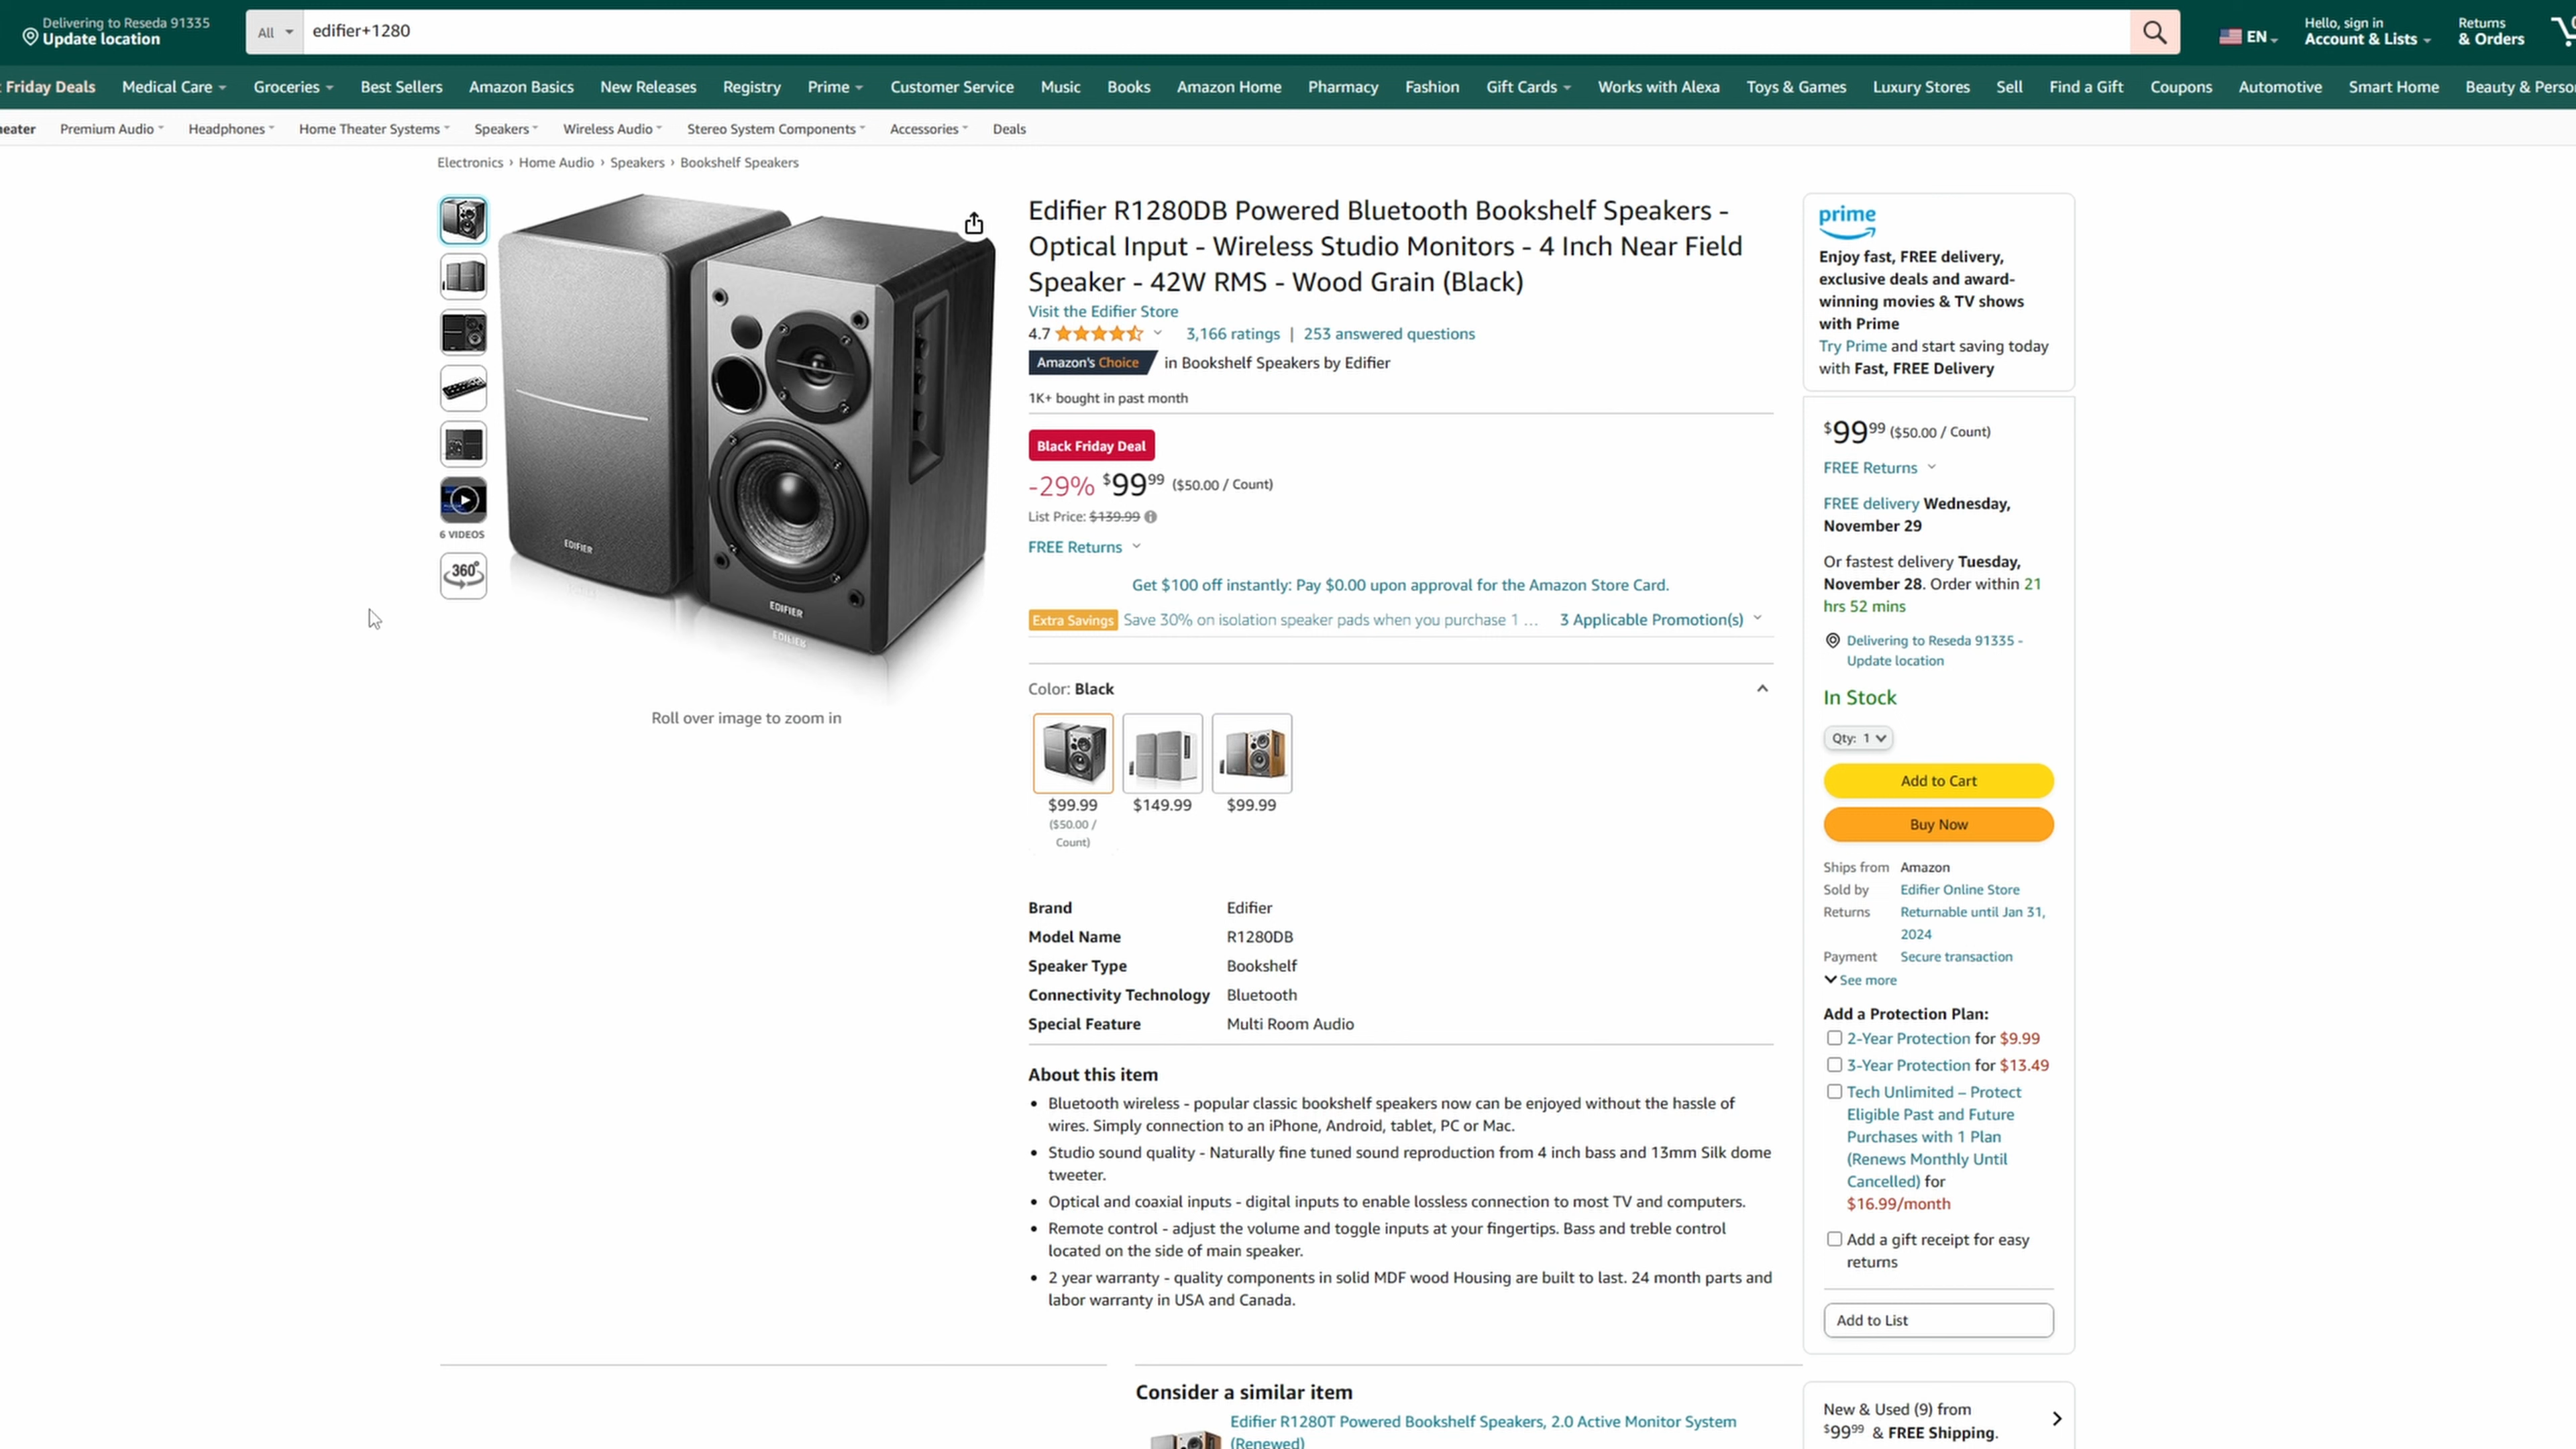 Delivering to Reseda 91335
Update location
All
edifier+1280
EN
Hello, sign in
Account & Lists
Returns
& Orders
Friday Deals
Medical Care
Groceries
Best Sellers
Amazon Basics
New Releases
Registry
Prime
Customer Service
Music
Books
Amazon Home
Pharmacy
Fashion
Gift Cards
Works with Alexa
Toys & Games
Luxury Stores
Sell
Find a Gift
Coupons
Automotive
Smart Home
Beauty & Perso
eater
Premium Audio
Headphones
Home Theater Systems
Speakers
Wireless Audio
Stereo System Components
Accessories
Deals
Electronics › Home Audio › Speakers › Bookshelf Speakers
6 VIDEOS
360°
EDIFIER
EDIFIER
Roll over image to zoom in
Edifier R1280DB Powered Bluetooth Bookshelf Speakers -
Optical Input - Wireless Studio Monitors - 4 Inch Near Field
Speaker - 42W RMS - Wood Grain (Black)
Visit the Edifier Store
4.7
3,166 ratings | 253 answered questions
Amazon's Choice in Bookshelf Speakers by Edifier
1K+ bought in past month
Black Friday Deal
-29% $99.99 ($50.00 / Count)
List Price: $139.99
FREE Returns
Get $100 off instantly: Pay $0.00 upon approval for the Amazon Store Card.
Extra Savings Save 30% on isolation speaker pads when you purchase 1 … 3 Applicable Promotion(s)
Color: Black
$99.99
($50.00 /
Count)
$149.99
$99.99
Brand Edifier
Model Name R1280DB
Speaker Type Bookshelf
Connectivity Technology Bluetooth
Special Feature Multi Room Audio
About this item
• Bluetooth wireless - popular classic bookshelf speakers now can be enjoyed without the hassle of
wires. Simply connection to an iPhone, Android, tablet, PC or Mac.
• Studio sound quality - Naturally fine tuned sound reproduction from 4 inch bass and 13mm Silk dome
tweeter.
• Optical and coaxial inputs - digital inputs to enable lossless connection to most TV and computers.
• Remote control - adjust the volume and toggle inputs at your fingertips. Bass and treble control
located on the side of main speaker.
• 2 year warranty - quality components in solid MDF wood Housing are built to last. 24 month parts and
labor warranty in USA and Canada.
Consider a similar item
Edifier R1280T Powered Bookshelf Speakers, 2.0 Active Monitor System
(Renewed)
prime
Enjoy fast, FREE delivery,
exclusive deals and award-
winning movies & TV shows
with Prime
Try Prime and start saving today
with Fast, FREE Delivery
$99.99 ($50.00 / Count)
FREE Returns
FREE delivery Wednesday,
November 29
Or fastest delivery Tuesday,
November 28. Order within 21
hrs 52 mins
Delivering to Reseda 91335 -
Update location
In Stock
Qty: 1
Add to Cart
Buy Now
Ships from Amazon
Sold by Edifier Online Store
Returns Returnable until Jan 31,
2024
Payment Secure transaction
See more
Add a Protection Plan:
2-Year Protection for $9.99
3-Year Protection for $13.49
Tech Unlimited – Protect
Eligible Past and Future
Purchases with 1 Plan
(Renews Monthly Until
Cancelled) for
$16.99/month
Add a gift receipt for easy
returns
Add to List
New & Used (9) from
$99.99 & FREE Shipping.